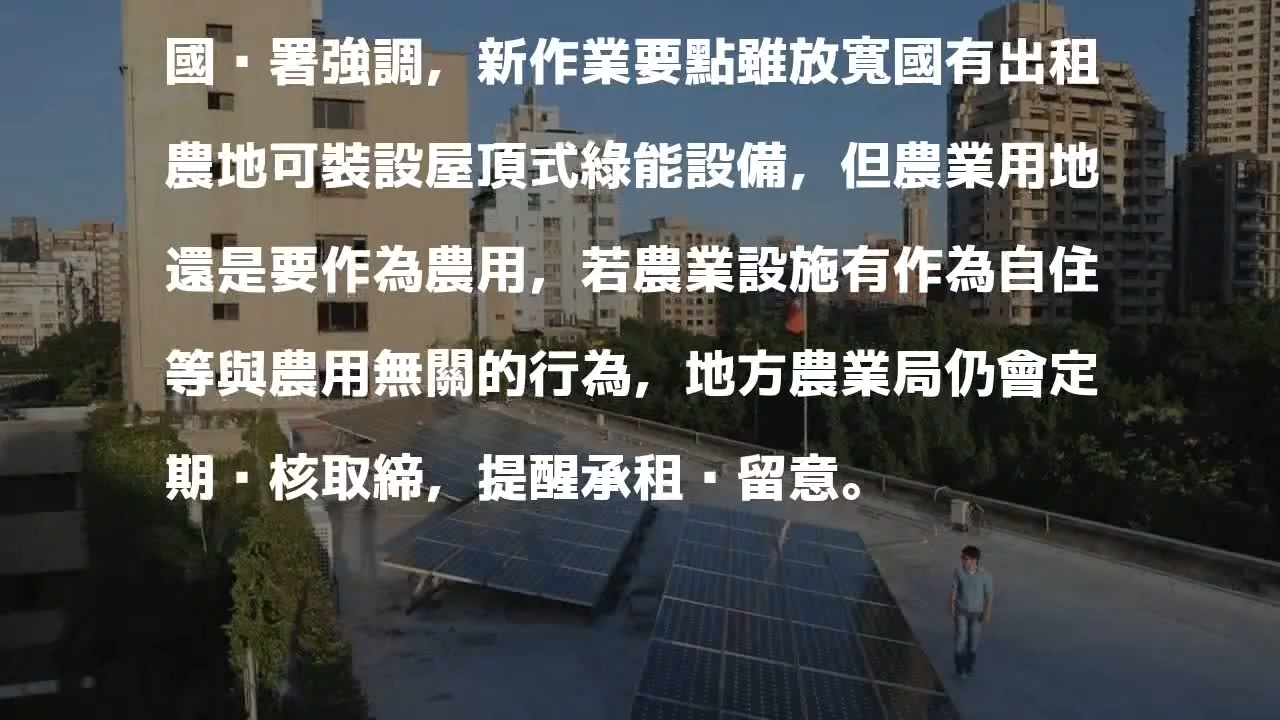 國▪署強調，新作業要點雖放寬國有出租
農地可裝設屋頂式綠能設備，但農業用地
還是要作為農用，若農業設施有作為自住
等與農用無關的行為，地方農業局仍會定
期▪核取締，提醒承租▪留意。